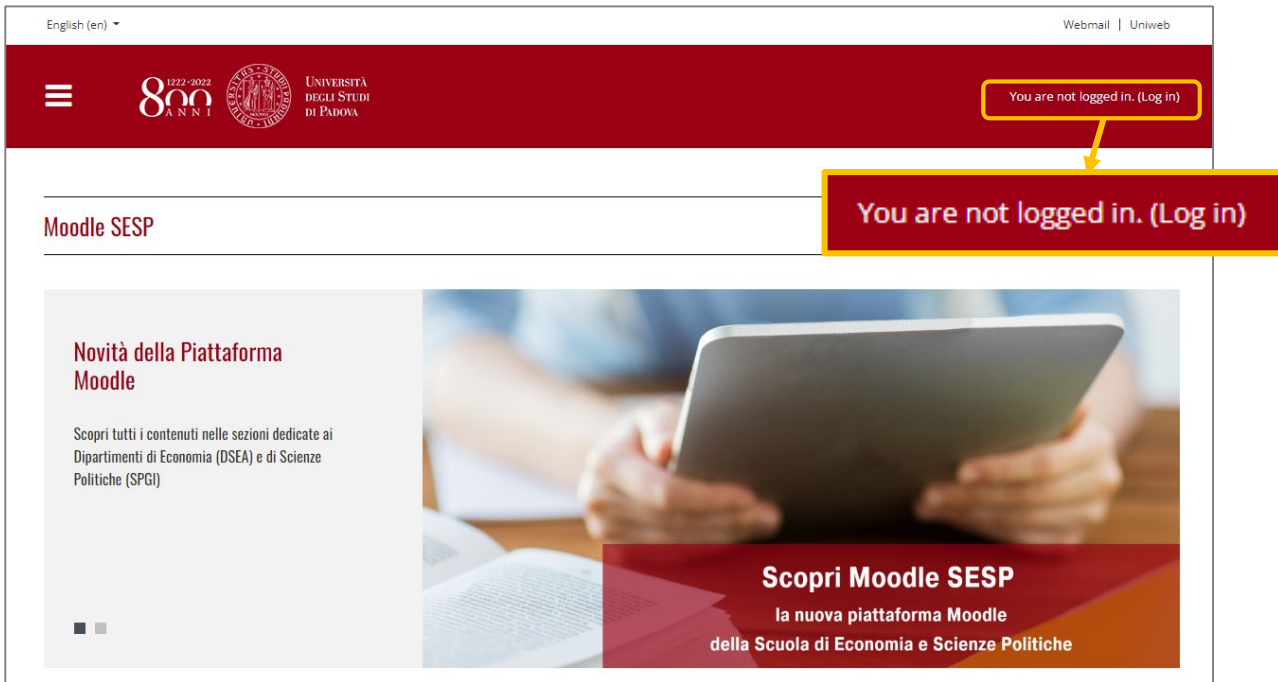 English (en)
Webmail | Uniweb
1222·2022
800
ANNI
UNIVERSITÀ
DEGLI STUDI
DI PADOVA
You are not logged in. (Log in)
You are not logged in. (Log in)
Moodle SESP
Novità della Piattaforma
Moodle
Scopri tutti i contenuti nelle sezioni dedicate ai
Dipartimenti di Economia (DSEA) e di Scienze
Politiche (SPGI)
Scopri Moodle SESP
la nuova piattaforma Moodle
della Scuola di Economia e Scienze Politiche